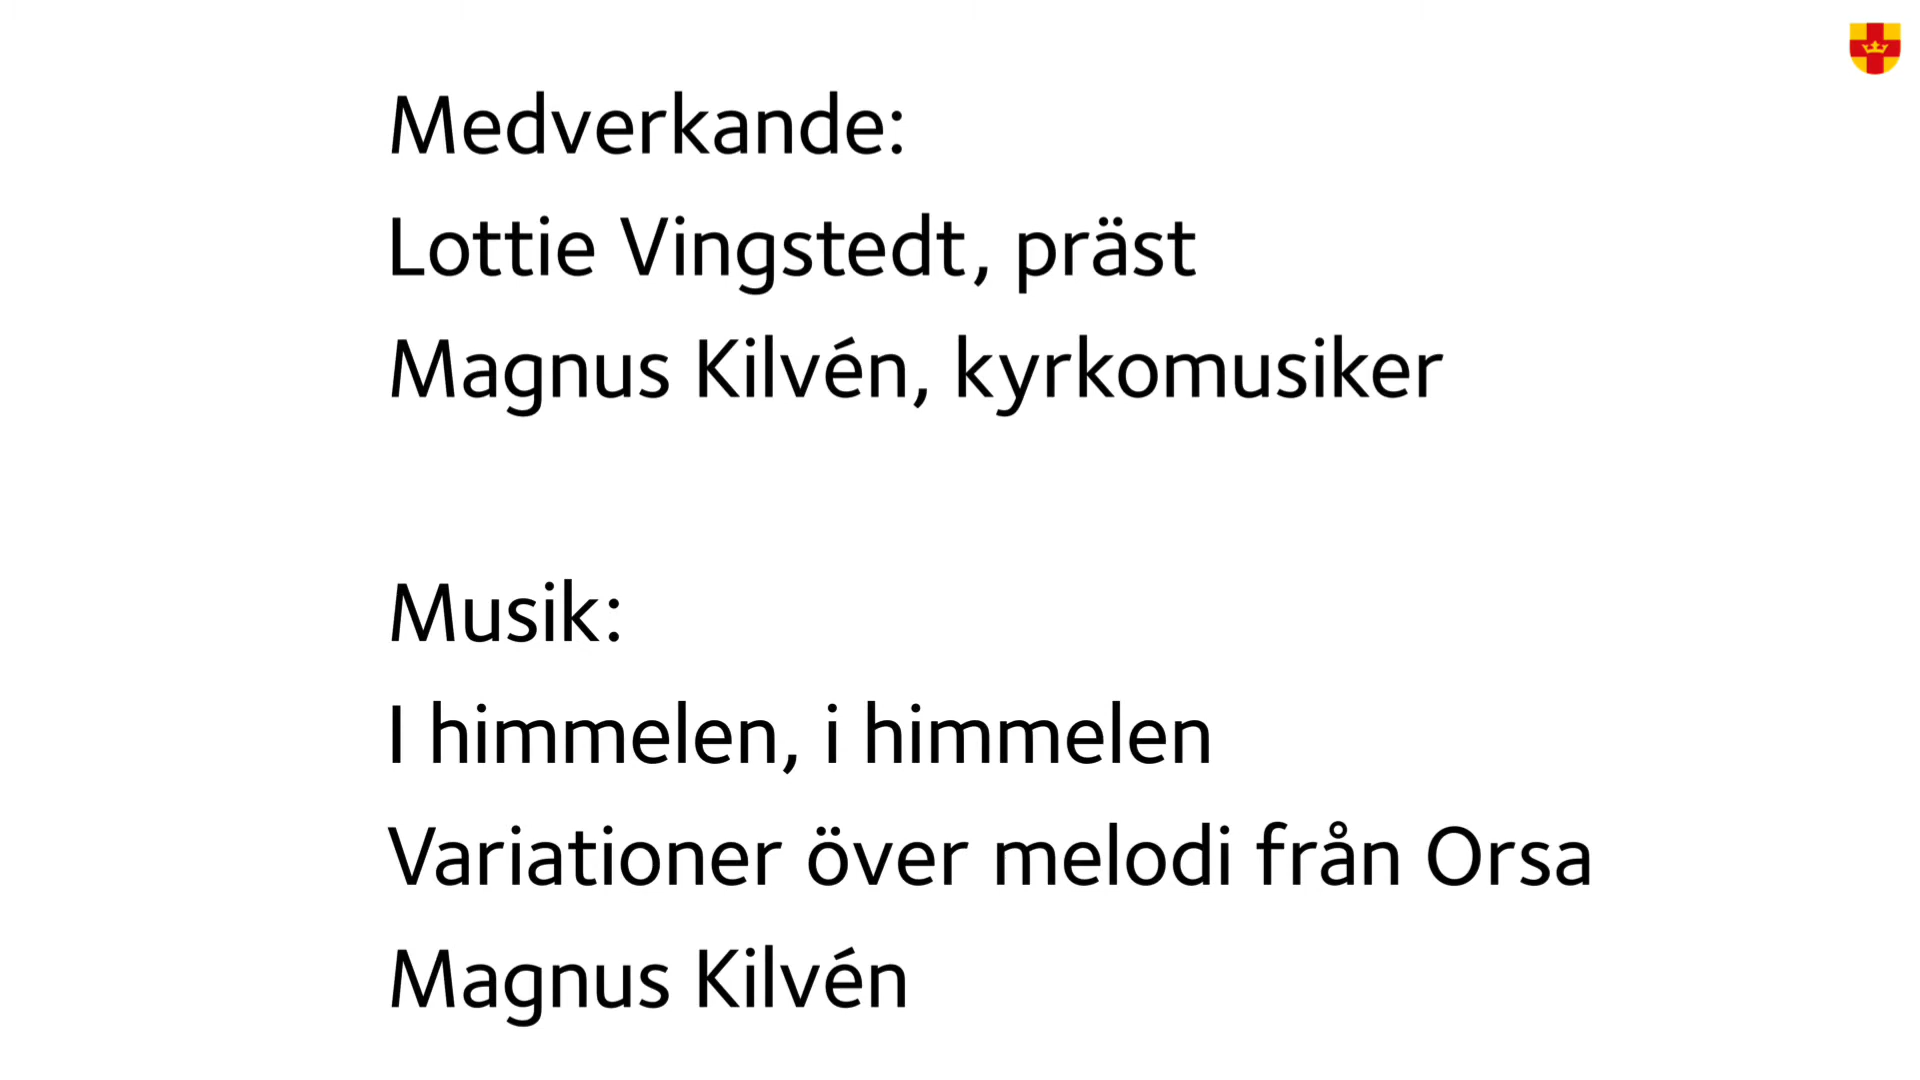 Medverkande:
Lottie Vingstedt, präst
Magnus Kilvén, kyrkomusiker
Musik:
I himmelen, i himmelen
Variationer över melodi från Orsa
Magnus Kilvén